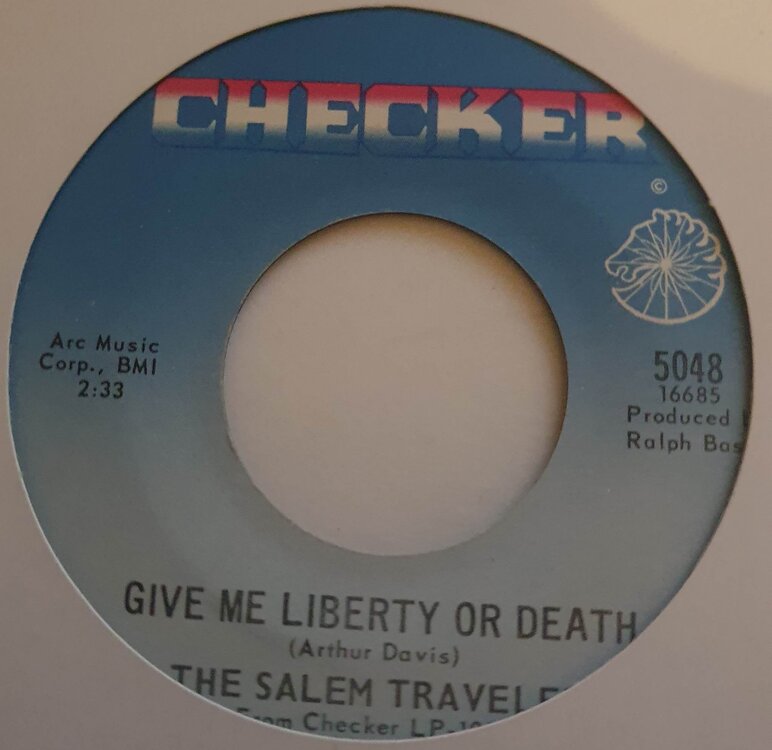 CHECKER
©
Arc Music
Corp., BMI
2:33
5048
16685
Produced
Ralph
GIVE ME LIBERTY OR DEATH
(Arthur Davis)
THE SALEM
From Checker